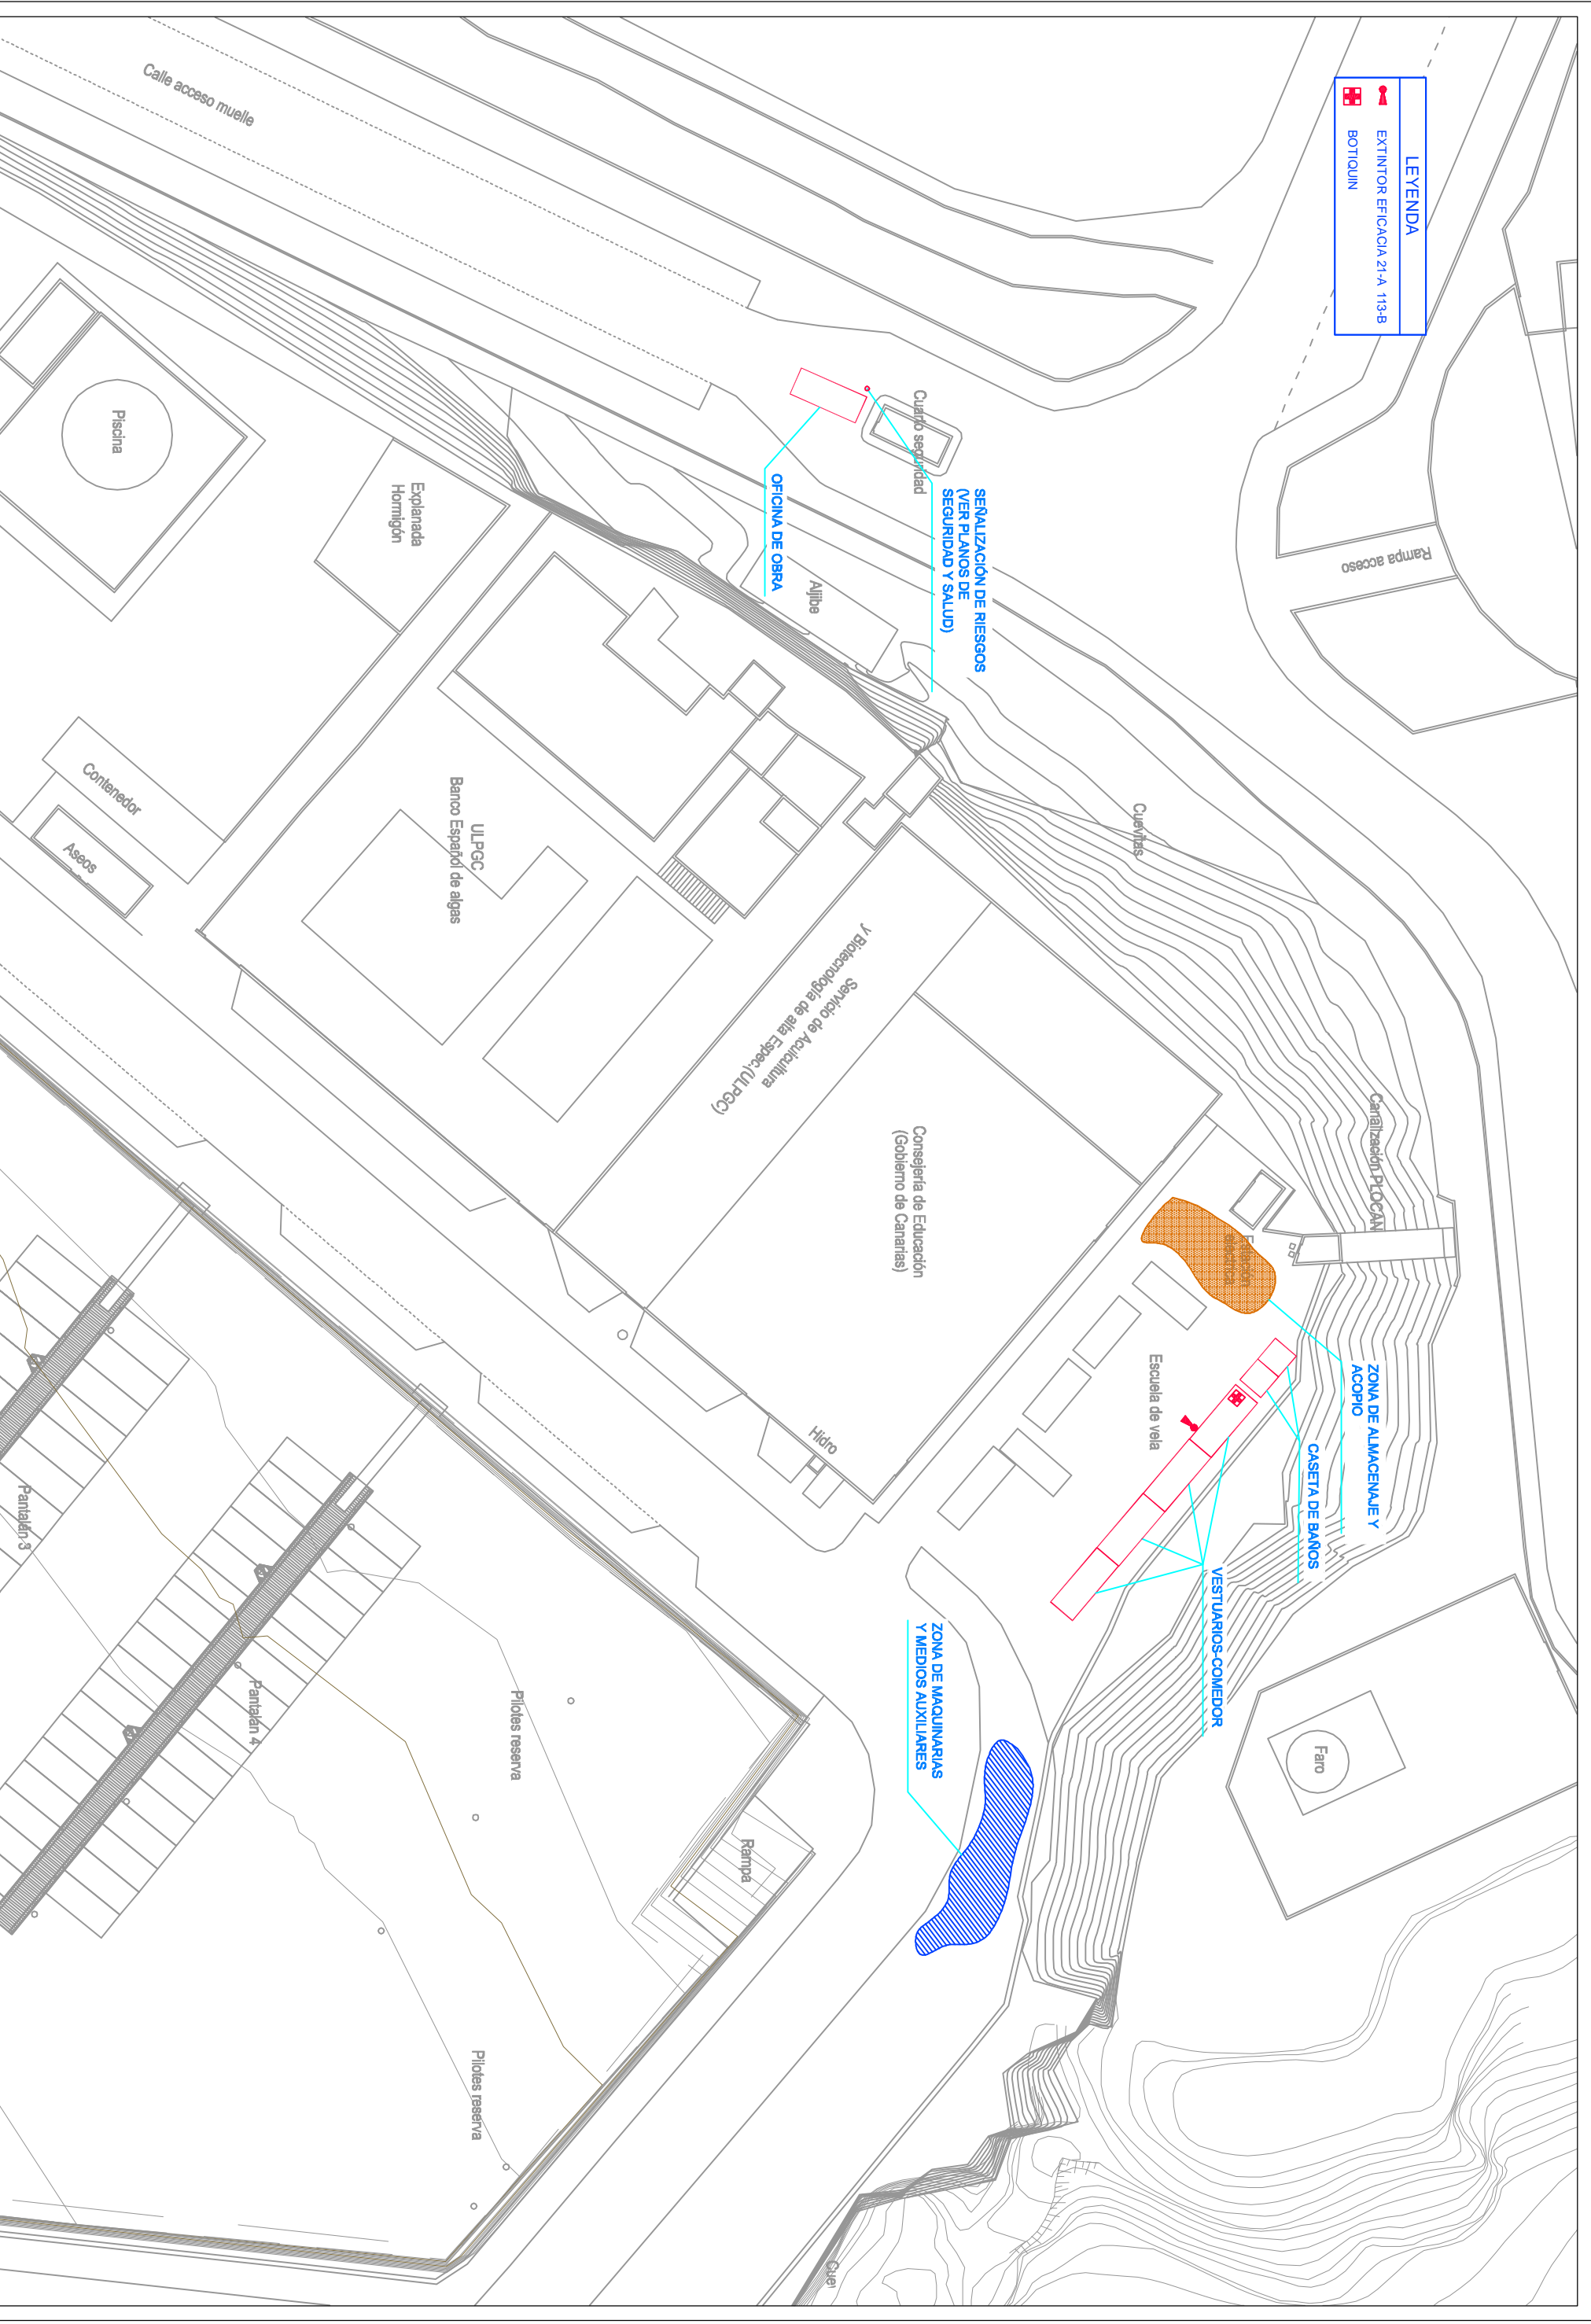 LEYENDA
EXTINTOR EFICACIA 21-A 113-B
BOTIQUIN
Calle acceso muelle
Rampa acceso
Cuarto seguridad
SEÑALIZACIÓN DE RIESGOS
(VER PLANOS DE
SEGURIDAD Y SALUD)
OFICINA DE OBRA
Aljibe
Piscina
Explanada
Hormigón
Contenedor
Aseos
ULPGC
Banco Español de algas
Cuevitas
Servicio de Acuicultura
y Biotecnología de alta Espec.(ULPGC)
Consejería de Educación
(Gobierno de Canarias)
Canalización PLOCAN
ZONA DE ALMACENAJE Y
ACOPIO
CASETA DE BAÑOS
Escuela de vela
VESTUARIOS-COMEDOR
Hidro
ZONA DE MAQUINARIAS
Y MEDIOS AUXILIARES
Faro
Rampa
Pantalán 3
Pantalán 4
Pilotes reserva
Pilotes reserva